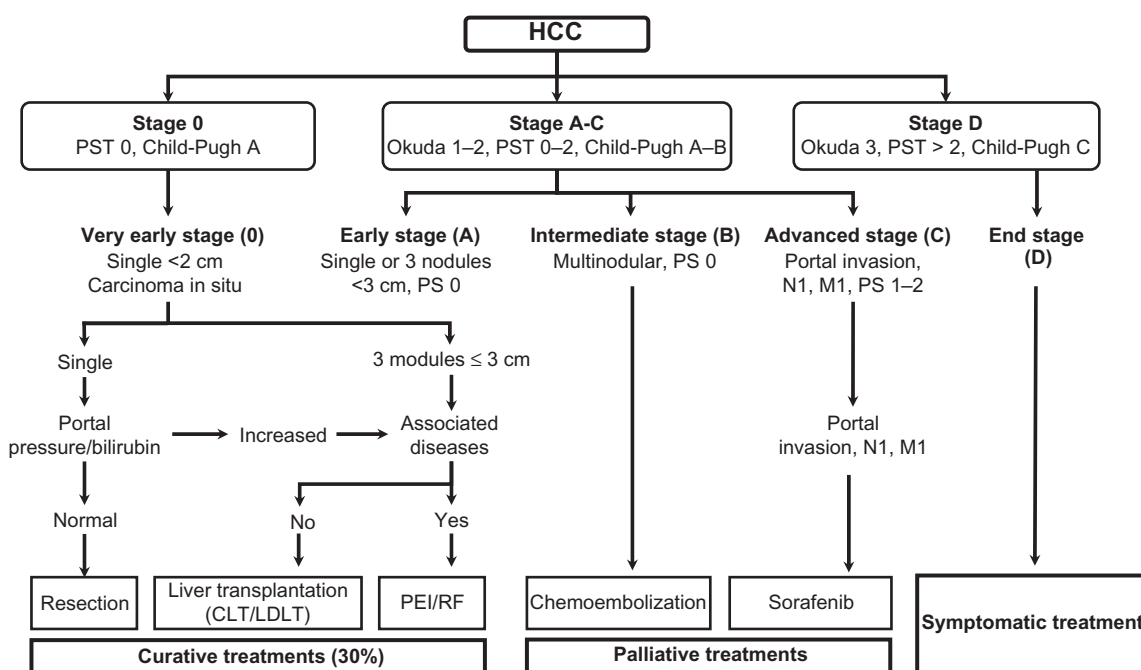 HCC
Stage 0
PST 0, Child-Pugh A
Stage A-C
Okuda 1–2, PST 0–2, Child-Pugh A–B
Stage D
Okuda 3, PST > 2, Child-Pugh C
Very early stage (0)
Single <2 cm
Carcinoma in situ
Early stage (A)
Single or 3 nodules
<3 cm, PS 0
Intermediate stage (B)
Multinodular, PS 0
Advanced stage (C)
Portal invasion,
N1, M1, PS 1–2
End stage
(D)
Single
3 modules ≤ 3 cm
Portal
pressure/bilirubin
Increased
Associated
diseases
Portal
invasion, N1, M1
Normal
No
Yes
Resection
Liver transplantation
(CLT/LDLT)
PEI/RF
Chemoembolization
Sorafenib
Symptomatic treatment
Curative treatments (30%)
Palliative treatments